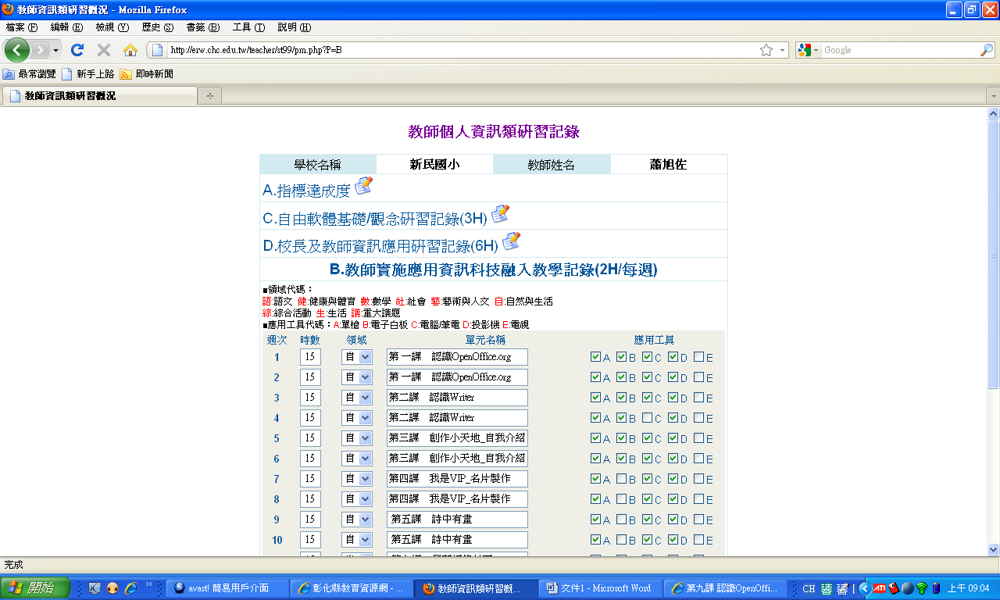 教師資訊類研習概況 - Mozilla Firefox
檔案(F) 編輯(E) 檢視(V) 歷史(S) 書籤(B) 工具(T) 說明(H)
http://erw.chc.edu.tw/teacher/st99/pm.php?P=B
Google
最常瀏覽 新手上路 即時新聞
教師資訊類研習概況
教師個人資訊類研習記錄
學校名稱 新民國小 教師姓名 蕭旭佐
A.指標達成度
C.自由軟體基礎/觀念研習記錄(3H)
D.校長及教師資訊應用研習記錄(6H)
B.教師實施應用資訊科技融入教學記錄(2H/每週)
■領域代碼：
語:語文 健:健康與體育 數:數學 社:社會 藝:藝術與人文 自:自然與生活
綜:綜合活動 生:生活 議:重大議題
■應用工具代碼：A:單槍 B:電子白板 C:電腦/筆電 D:投影機 E:電視
週次 時數 領域 單元名稱 應用工具
1 15 自 第一課 認識OpenOffice.org A B C D E
2 15 自 第一課 認識OpenOffice.org A B C D E
3 15 自 第二課 認識Writer A B C D E
4 15 自 第二課 認識Writer A B C D E
5 15 自 第三課 創作小天地_自我介紹 A B C D E
6 15 自 第三課 創作小天地_自我介紹 A B C D E
7 15 自 第四課 我是VIP_名片製作 A B C D E
8 15 自 第四課 我是VIP_名片製作 A B C D E
9 15 自 第五課 詩中有畫 A B C D E
10 15 自 第五課 詩中有畫 A B C D E
完成
開始 avast! 簡易用戶介面 彰化縣教育資源網 - ... 教師資訊類研習概... 文件1 - Microsoft Word 第九課 認識OpenOffi... CH ATI 上午 09:04